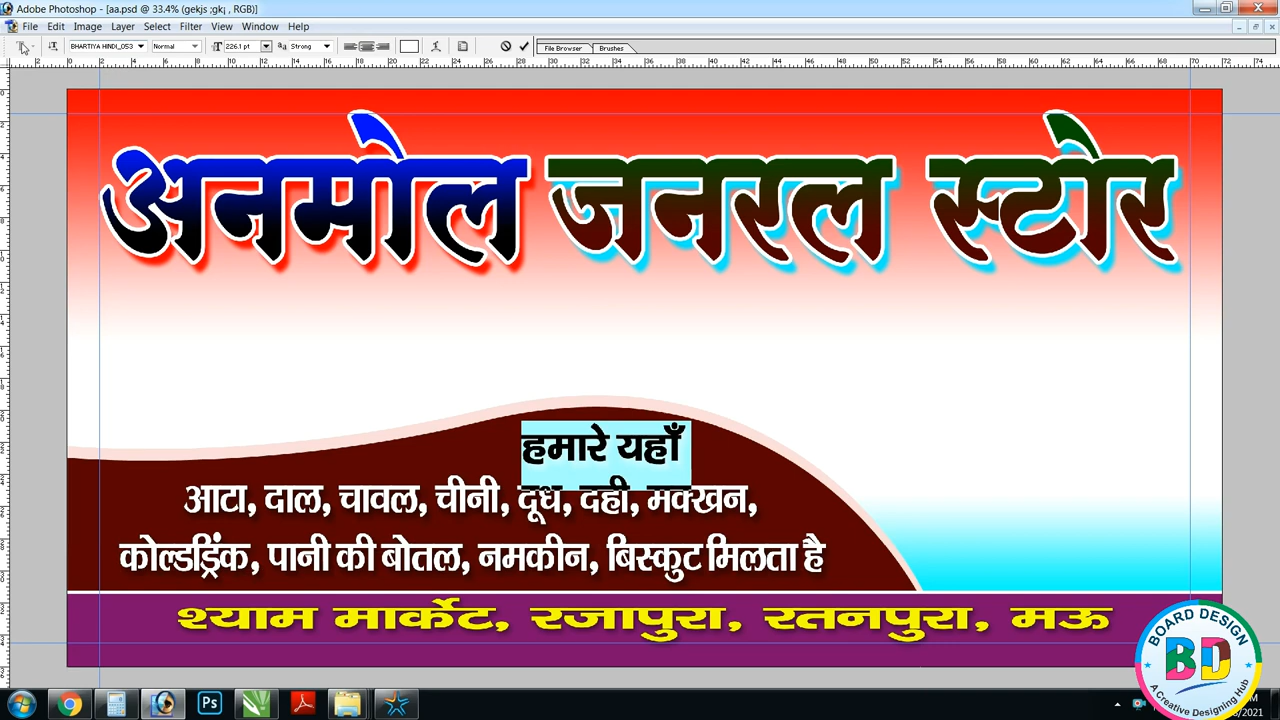 Adobe Photoshop - [aa.psd @ 33.4% (gekjs ;gk¡ , RGB)]
File Edit Image Layer Select Filter View Window Help
BHARTIYA HINDI_053 Normal 226.1 pt Strong File Browser Brushes
अनमोल जनरल स्टोर
हमारे यहाँ
आटा, दाल, चावल, चीनी, दूध, दही, मक्खन,
कोल्डड्रिंक, पानी की बोतल, नमकीन, बिस्कुट मिलता है
श्याम मार्केट, रजापुरा, रतनपुरा, मऊ
BOARD DESIGN
BD
A Creative Designing Hub
Ps